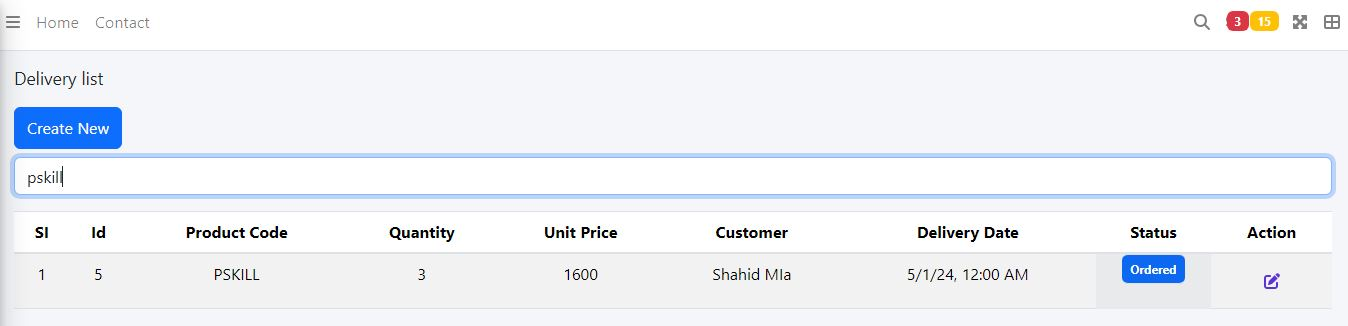 Home Contact 3 15
Delivery list
Create New
pskill
Sl Id Product Code Quantity Unit Price Customer Delivery Date Status Action
1 5 PSKILL 3 1600 Shahid MIa 5/1/24, 12:00 AM Ordered